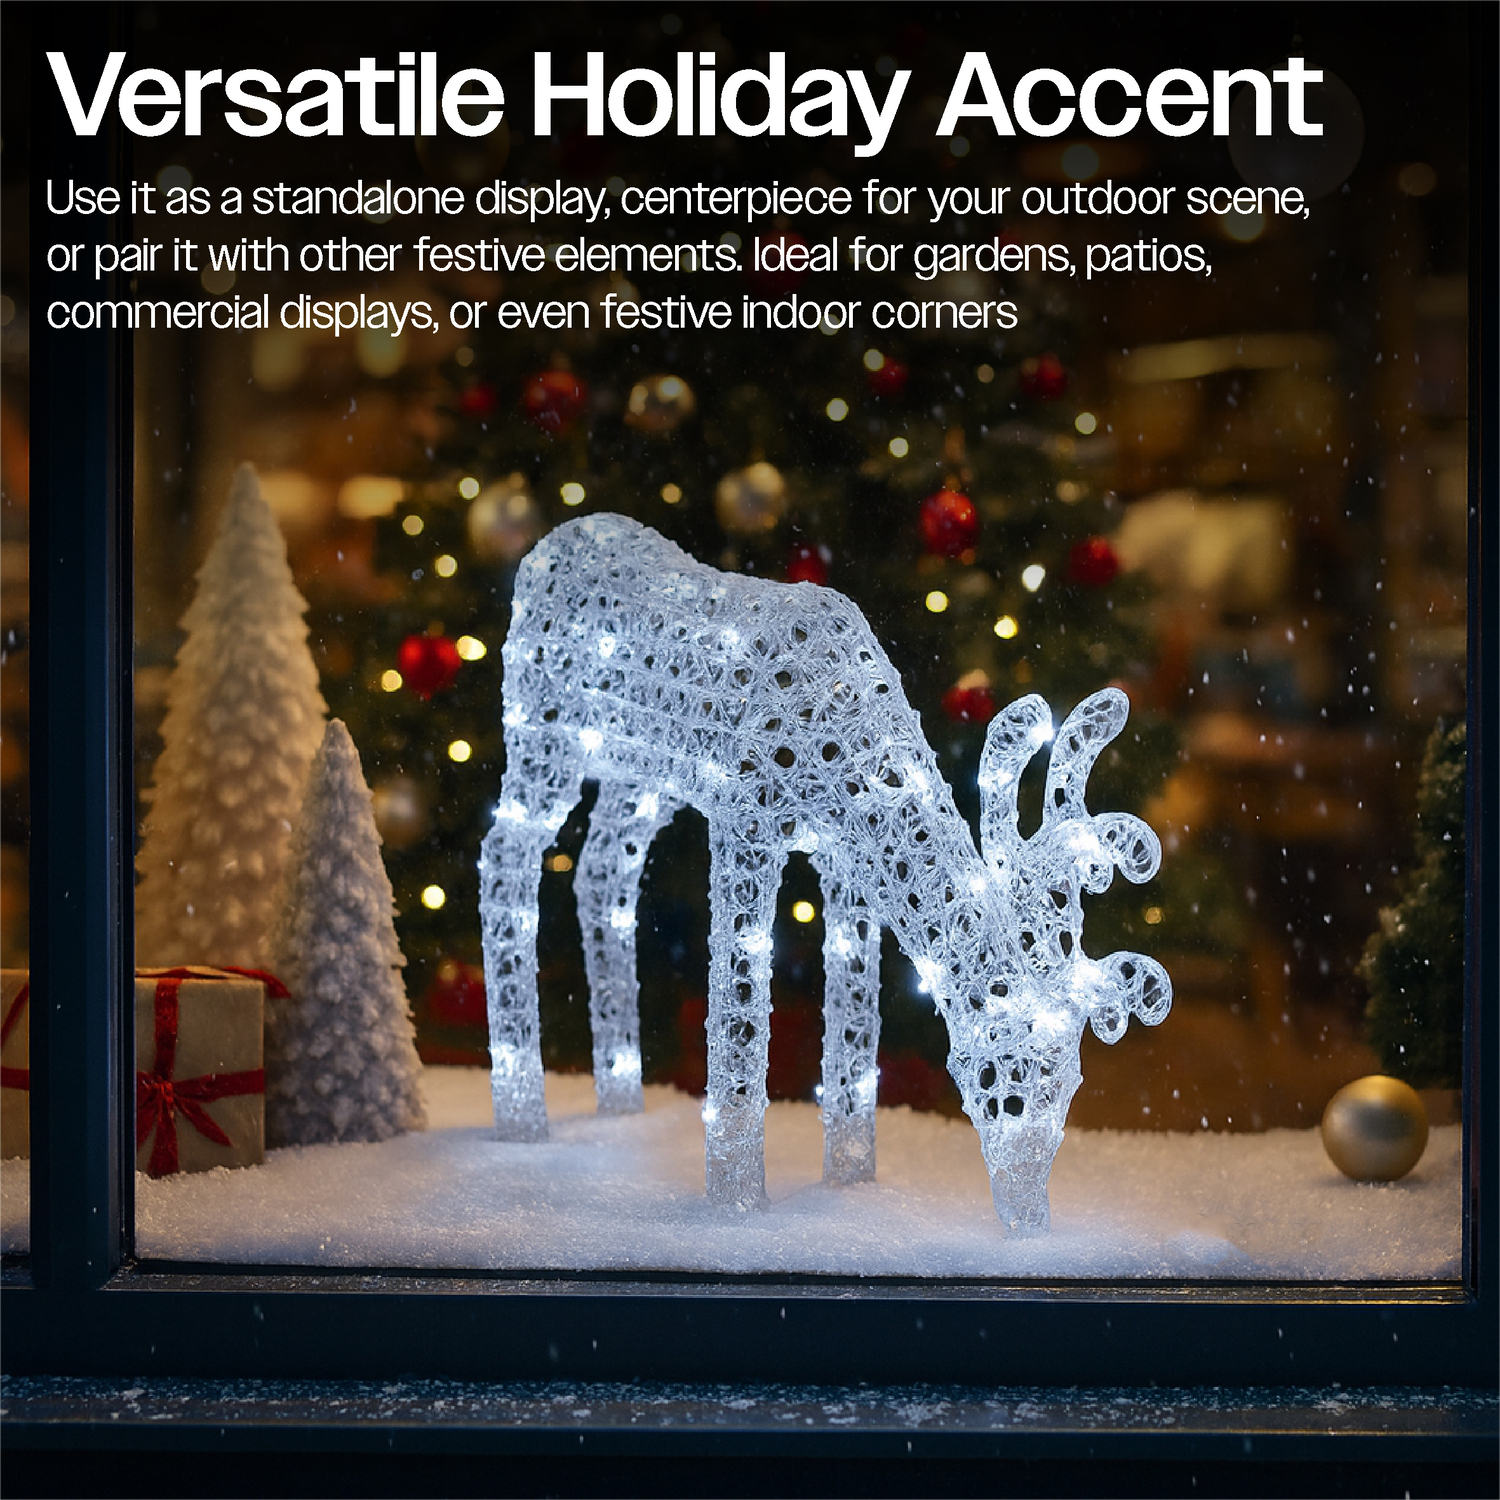 Versatile Holiday Accent
Use it as a standalone display, centerpiece for your outdoor scene,
or pair it with other festive elements. Ideal for gardens, patios,
commercial displays, or even festive indoor corners